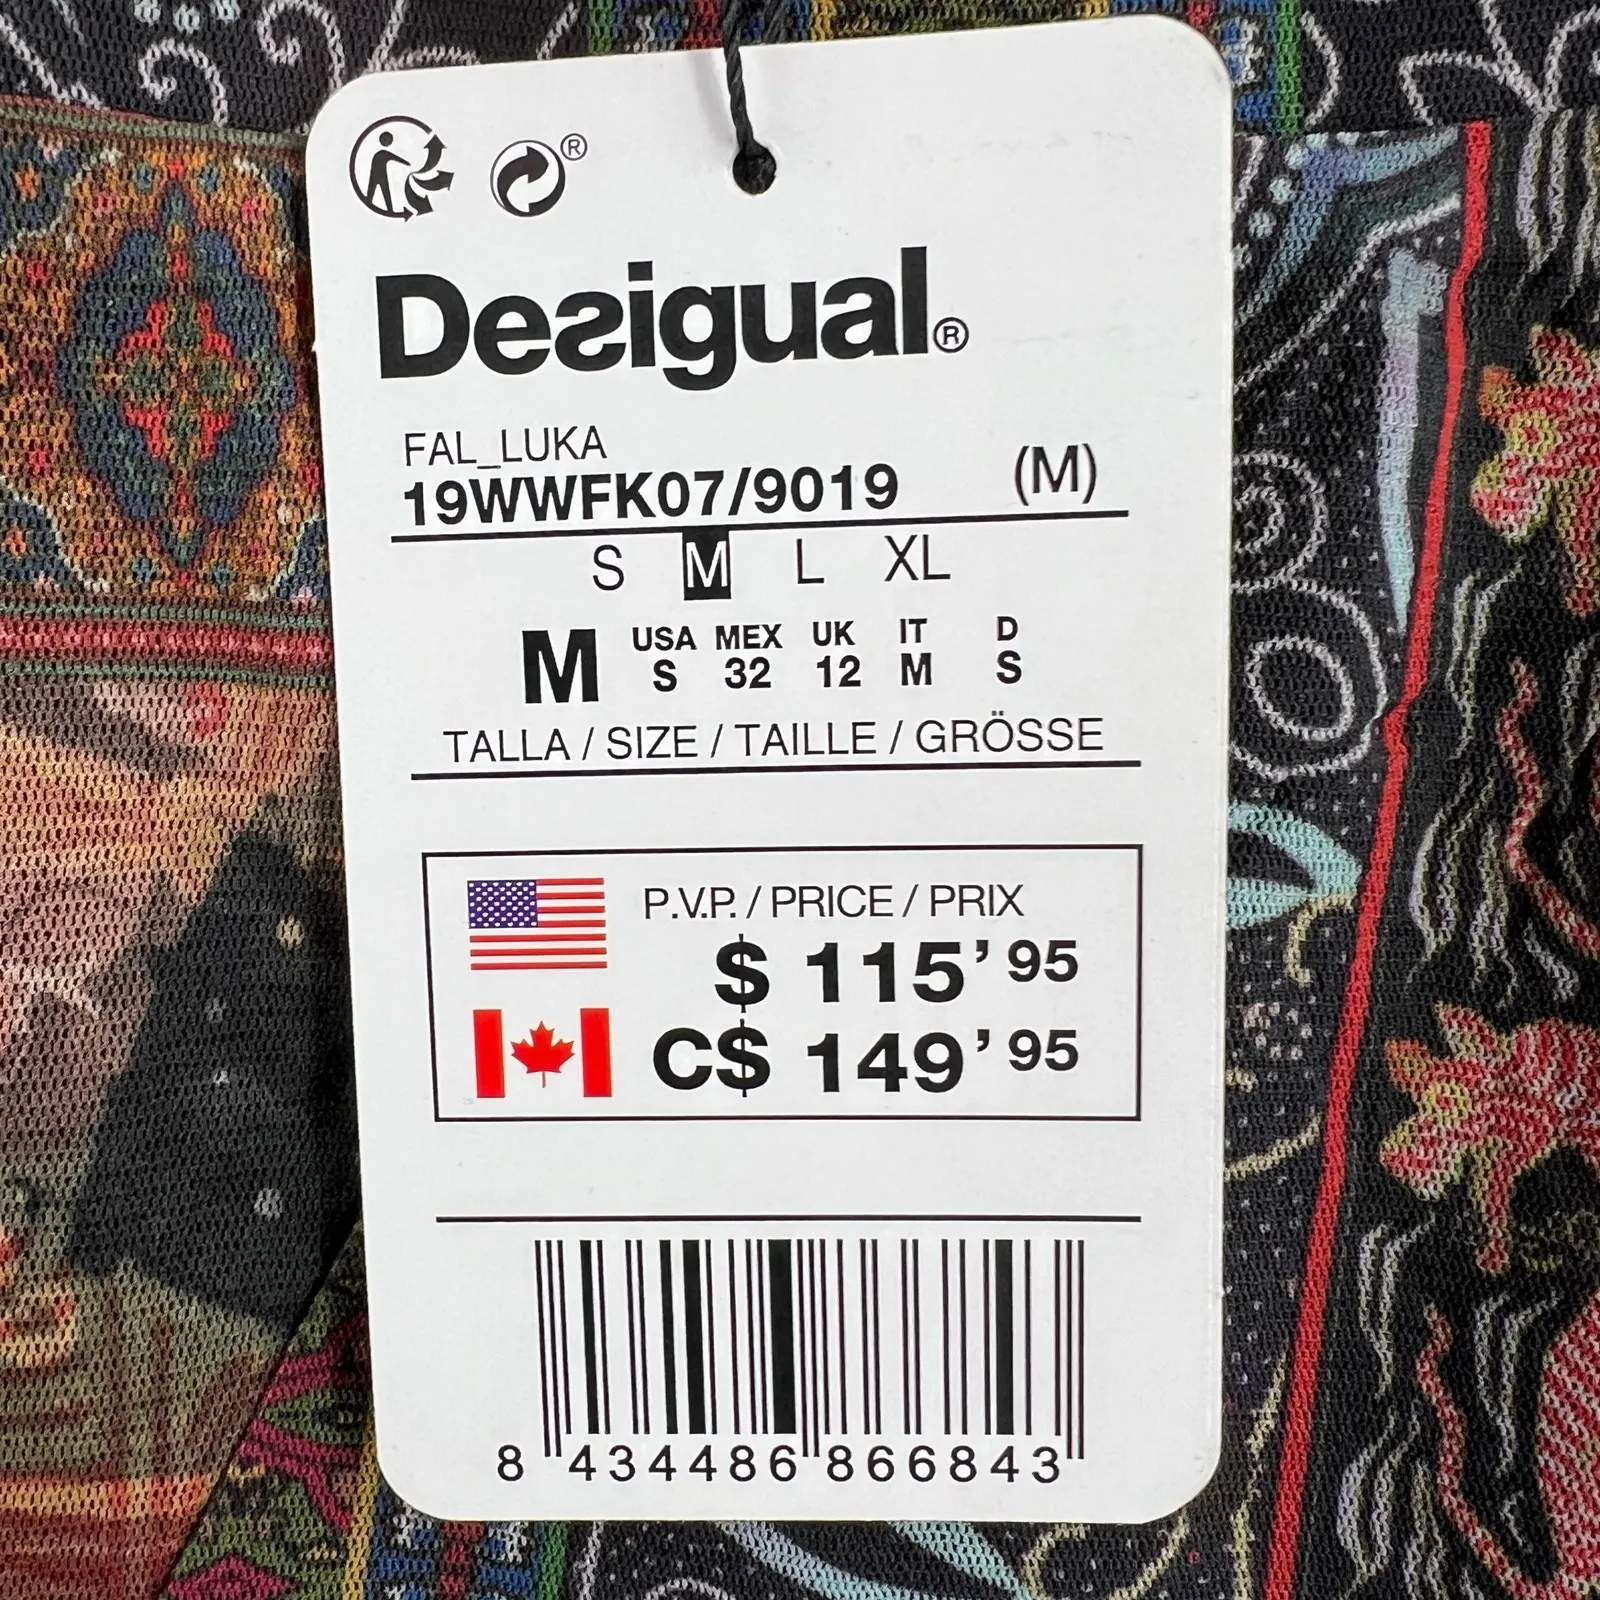 ®
Desigual®
FAL_LUKA
19WWFK07/9019 (M)
S M L XL
M USA MEX UK IT D
S 32 12 M S
TALLA / SIZE / TAILLE / GRÖSSE
P.V.P. / PRICE / PRIX
$ 115’95
C$ 149’95
8 434486 866843